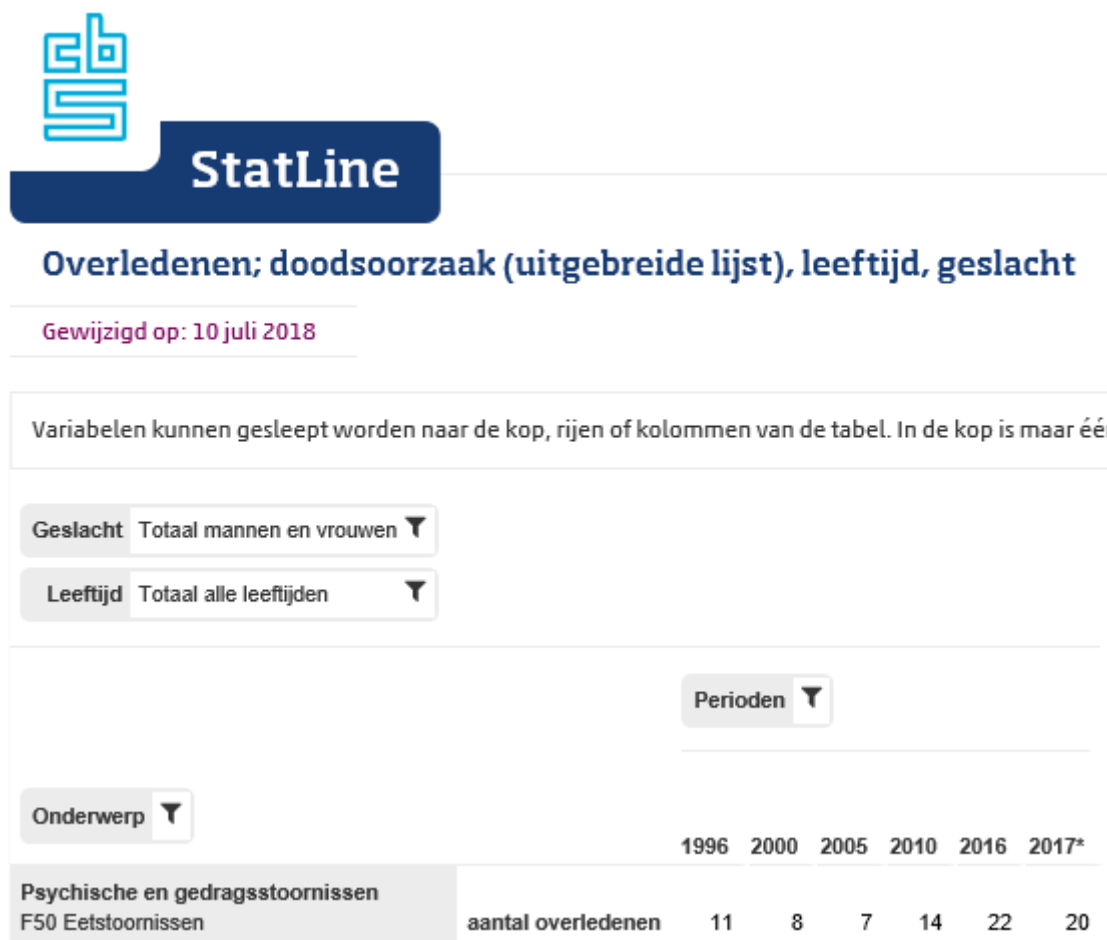 cbs
StatLine
Overledenen; doodsoorzaak (uitgebreide lijst), leeftijd, geslacht
Gewijzigd op: 10 juli 2018
Variabelen kunnen gesleept worden naar de kop, rijen of kolommen van de tabel. In de kop is maar éé
Geslacht Totaal mannen en vrouwen
Leeftijd Totaal alle leeftijden
Perioden
Onderwerp
1996 2000 2005 2010 2016 2017*
Psychische en gedragsstoornissen
F50 Eetstoornissen aantal overledenen 11 8 7 14 22 20